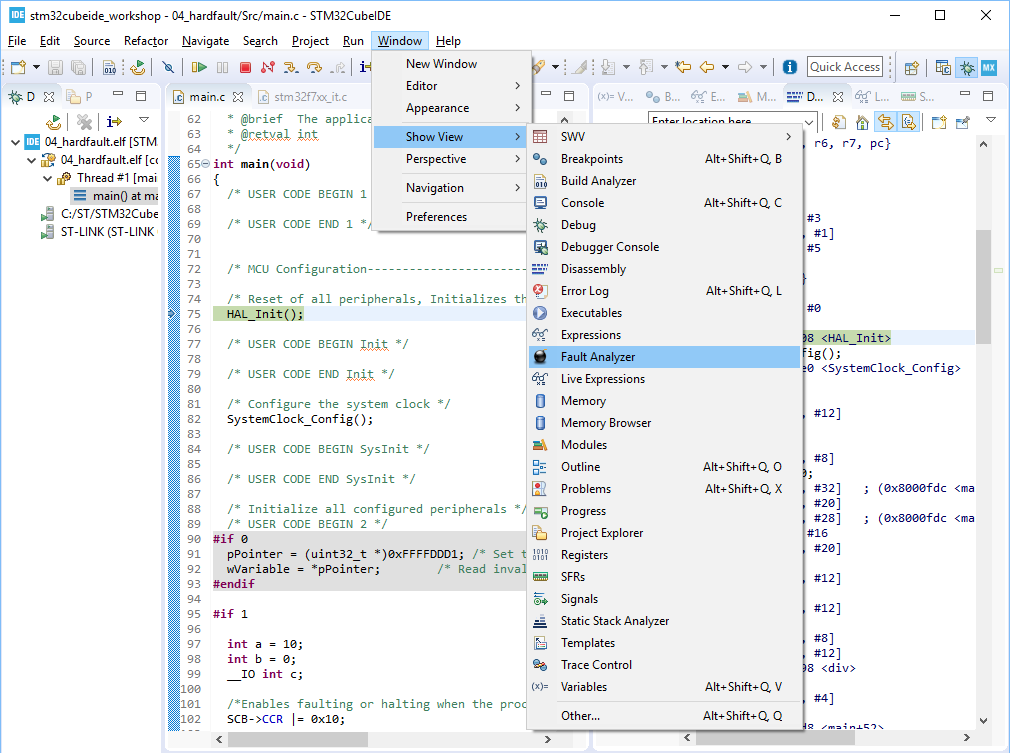 IDE stm32cubeide_workshop - 04_hardfault/Src/main.c - STM32CubeIDE
File Edit Source Refactor Navigate Search Project Run Window Help
Quick Access
MX
D
P
04_hardfault.elf [STM
04_hardfault.elf [co
Thread #1 [mai
main() at ma
C:/ST/STM32Cube
ST-LINK (ST-LINK
main.c
stm32f7xx_it.c
62 * @brief The applica
63 * @retval int
64 */
65 int main(void)
66 {
67 /* USER CODE BEGIN 1
68
69 /* USER CODE END 1 */
70
71
72 /* MCU Configuration----------------------
73
74 /* Reset of all peripherals, Initializes th
75 HAL_Init();
76
77 /* USER CODE BEGIN Init */
78
79 /* USER CODE END Init */
80
81 /* Configure the system clock */
82 SystemClock_Config();
83
84 /* USER CODE BEGIN SysInit */
85
86 /* USER CODE END SysInit */
87
88 /* Initialize all configured peripherals */
89 /* USER CODE BEGIN 2 */
90 #if 0
91 pPointer = (uint32_t *)0xFFFFDDD1; /* Set t
92 wVariable = *pPointer; /* Read inval
93 #endif
94
95 #if 1
96
97 int a = 10;
98 int b = 0;
99 __IO int c;
100
101 /*Enables faulting or halting when the proc
102 SCB->CCR |= 0x10;
New Window
Editor
Appearance
Show View
Perspective
Navigation
Preferences
SWV
Breakpoints Alt+Shift+Q, B
Build Analyzer
Console Alt+Shift+Q, C
Debug
Debugger Console
Disassembly
Error Log Alt+Shift+Q, L
Executables
Expressions
Fault Analyzer
Live Expressions
Memory
Memory Browser
Modules
Outline Alt+Shift+Q, O
Problems Alt+Shift+Q, X
Progress
Project Explorer
Registers
SFRs
Signals
Static Stack Analyzer
Templates
Trace Control
Variables Alt+Shift+Q, V
Other... Alt+Shift+Q, Q
(x)= V...
B...
E...
M...
D...
L...
S...
Enter location here
, r6, r7, pc}
#3
, #1]
#5
}
#0
98 <HAL_Init>
fig();
e0 <SystemClock_Config>
, #12]
, #8]
0;
, #32] ; (0x8000fdc <ma
, #20]
, #28] ; (0x8000fdc <ma
#16
, #20]
, #12]
, #12]
, #8]
, #12]
98 <div>
, #4]
d8 <main+52>